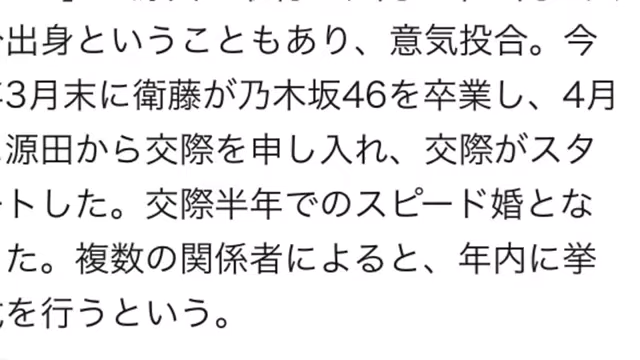 出身ということもあり、意気投合。今
3月末に衛藤が乃木坂46を卒業し、4月
源田から交際を申し入れ、交際がスタ
トした。交際半年でのスピード婚とな
た。複数の関係者によると、年内に挙
を行うという。